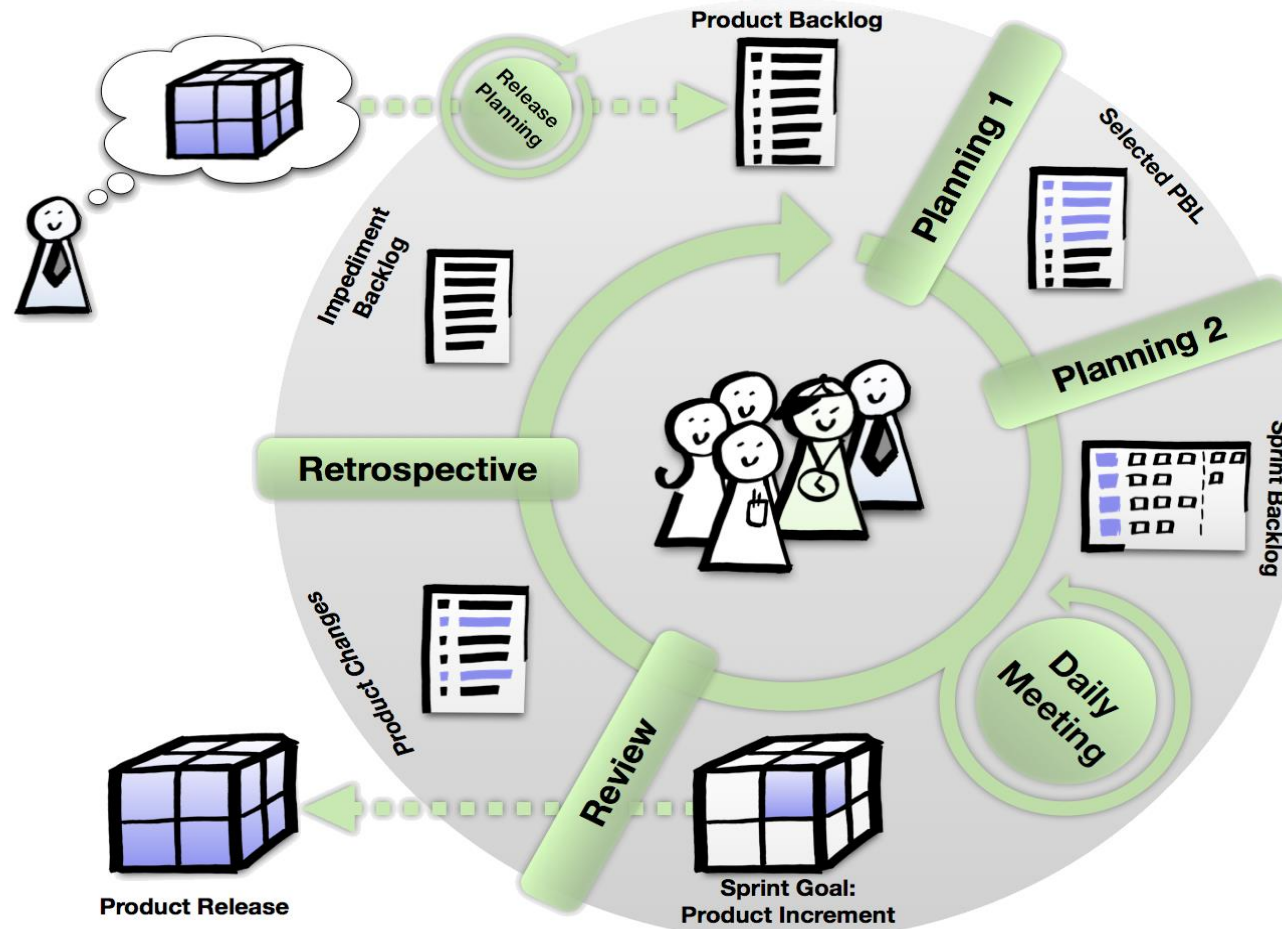 Product Backlog
Release
Planning
Planning 1
Selected PBL
Planning 2
Sprint Backlog
Daily
Meeting
Sprint Goal:
Product Increment
Review
Product Release
Product Changes
Retrospective
Impediment
Backlog